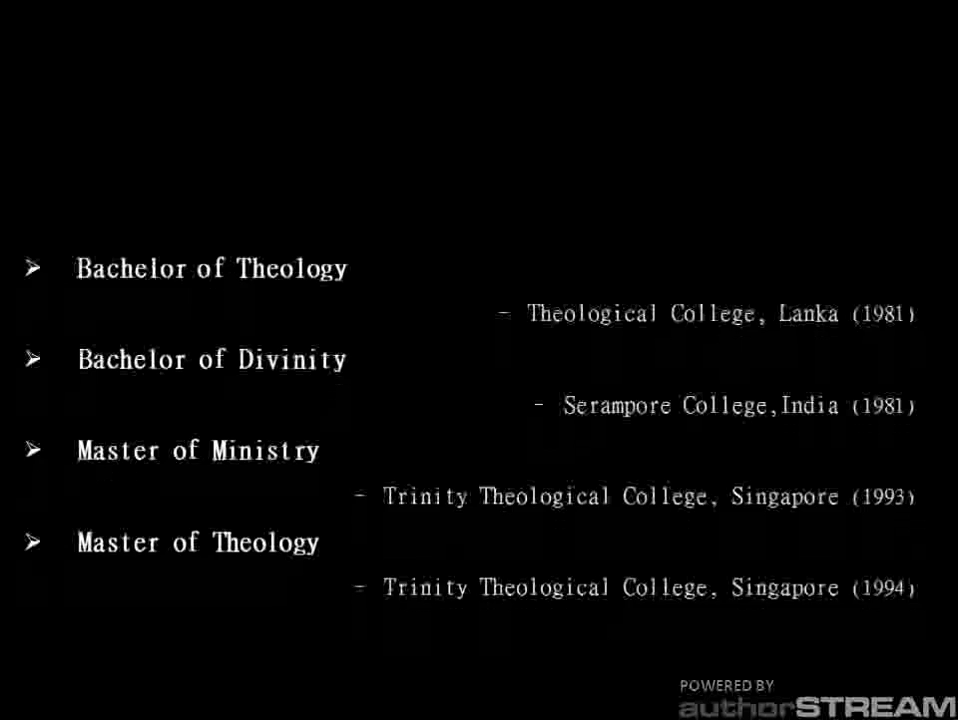 ➢ Bachelor of Theology
– Theological College, Lanka (1981)
➢ Bachelor of Divinity
– Serampore College,India (1981)
➢ Master of Ministry
– Trinity Theological College, Singapore (1993)
➢ Master of Theology
– Trinity Theological College, Singapore (1994)
POWERED BY
authorSTREAM